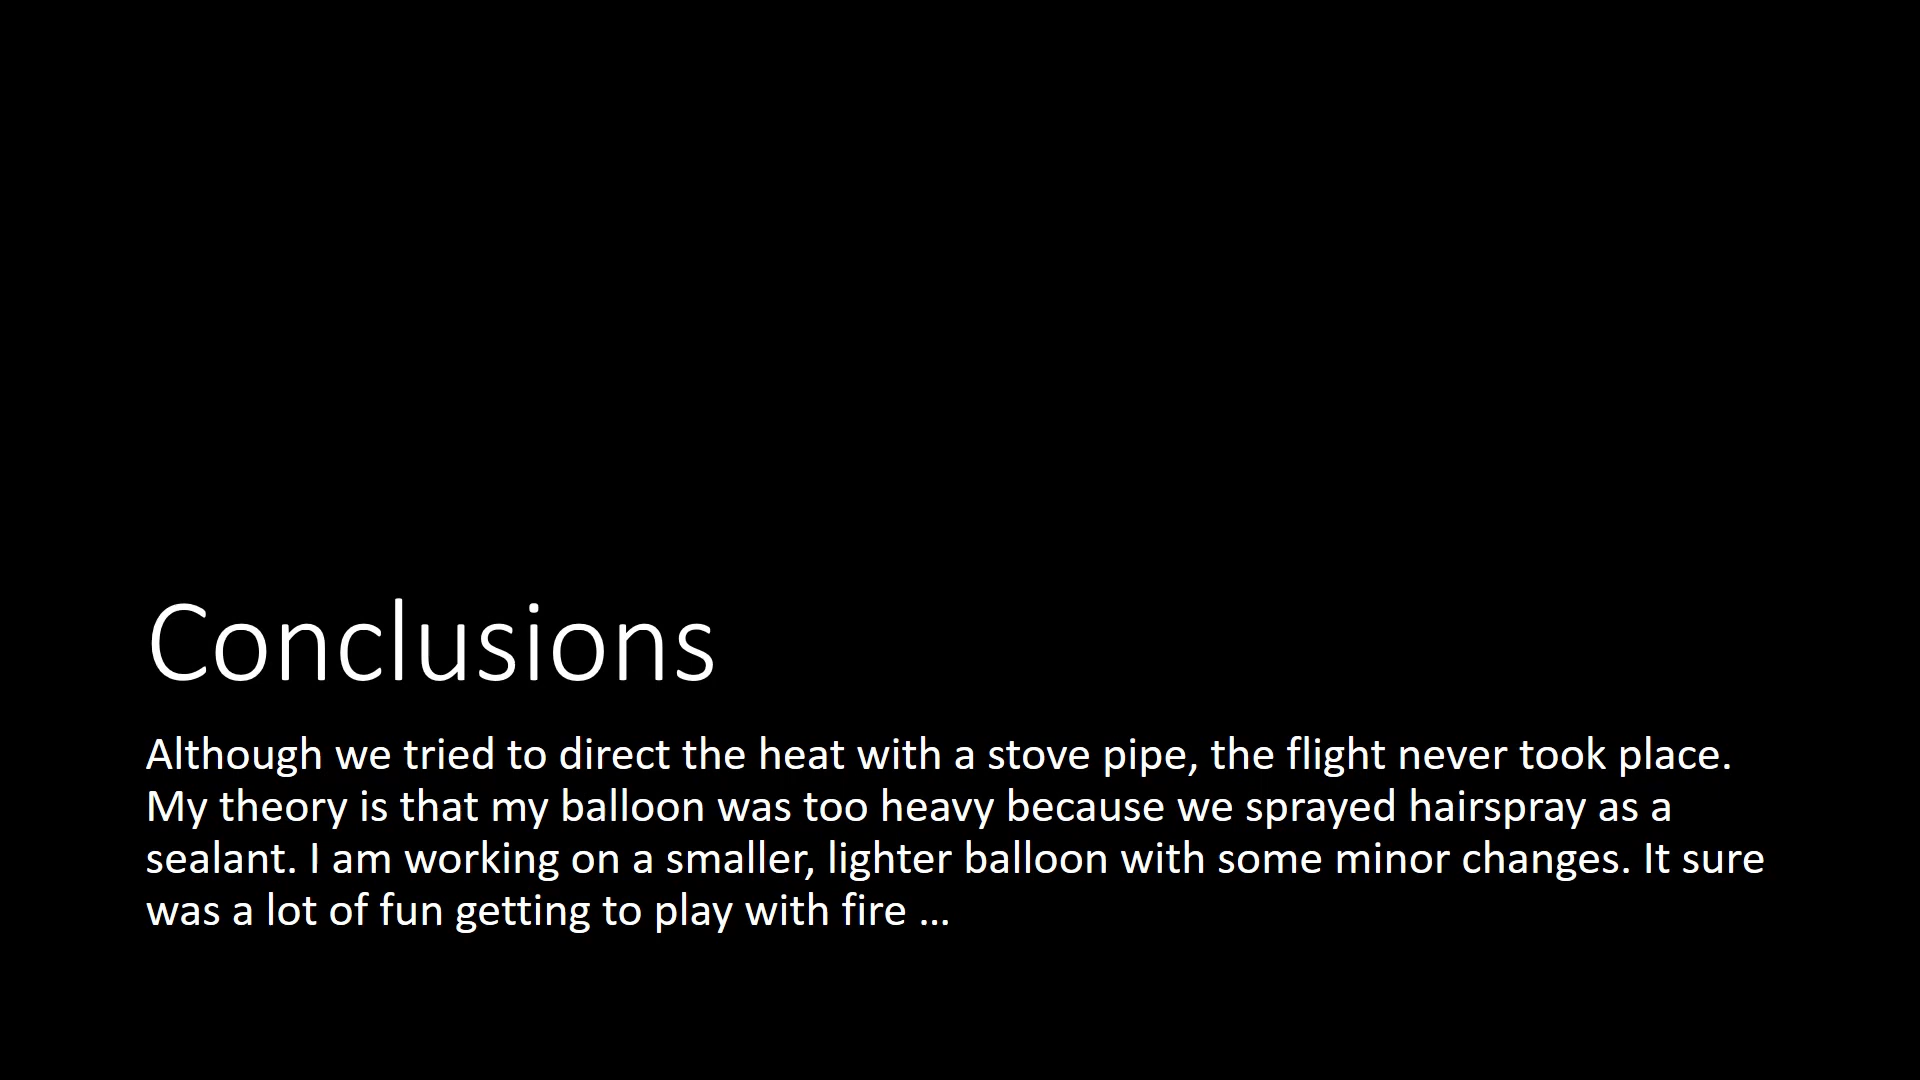 Conclusions
Although we tried to direct the heat with a stove pipe, the flight never took place.
My theory is that my balloon was too heavy because we sprayed hairspray as a
sealant. I am working on a smaller, lighter balloon with some minor changes. It sure
was a lot of fun getting to play with fire …